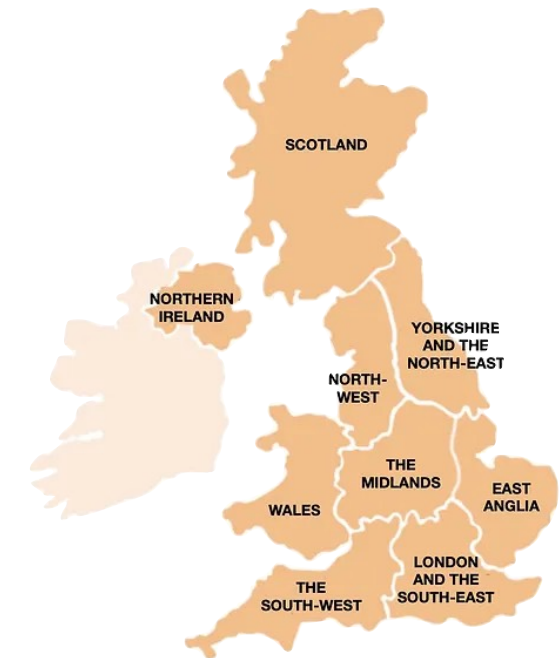 SCOTLAND
NORTHERN
IRELAND
YORKSHIRE
AND THE
NORTH-EAST
NORTH-
WEST
THE
MIDLANDS
EAST
ANGLIA
WALES
LONDON
AND THE
SOUTH-EAST
THE
SOUTH-WEST